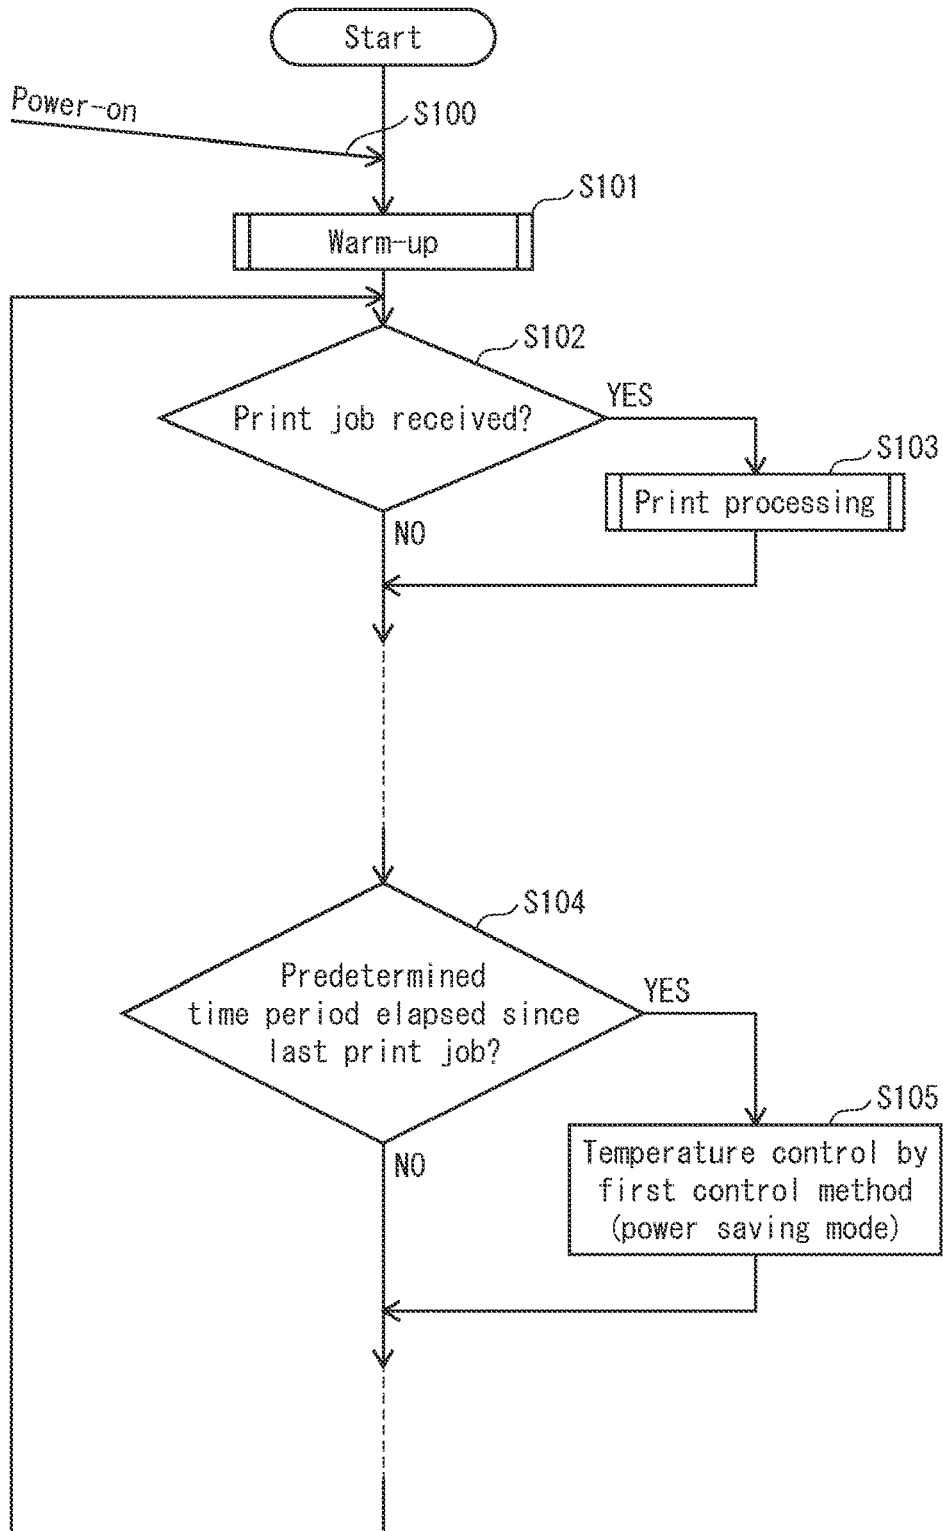 Start
Power-on
S100
S101
Warm-up
S102
Print job received?
YES
S103
Print processing
NO
S104
Predetermined
time period elapsed since
last print job?
YES
S105
Temperature control by
first control method
(power saving mode)
NO